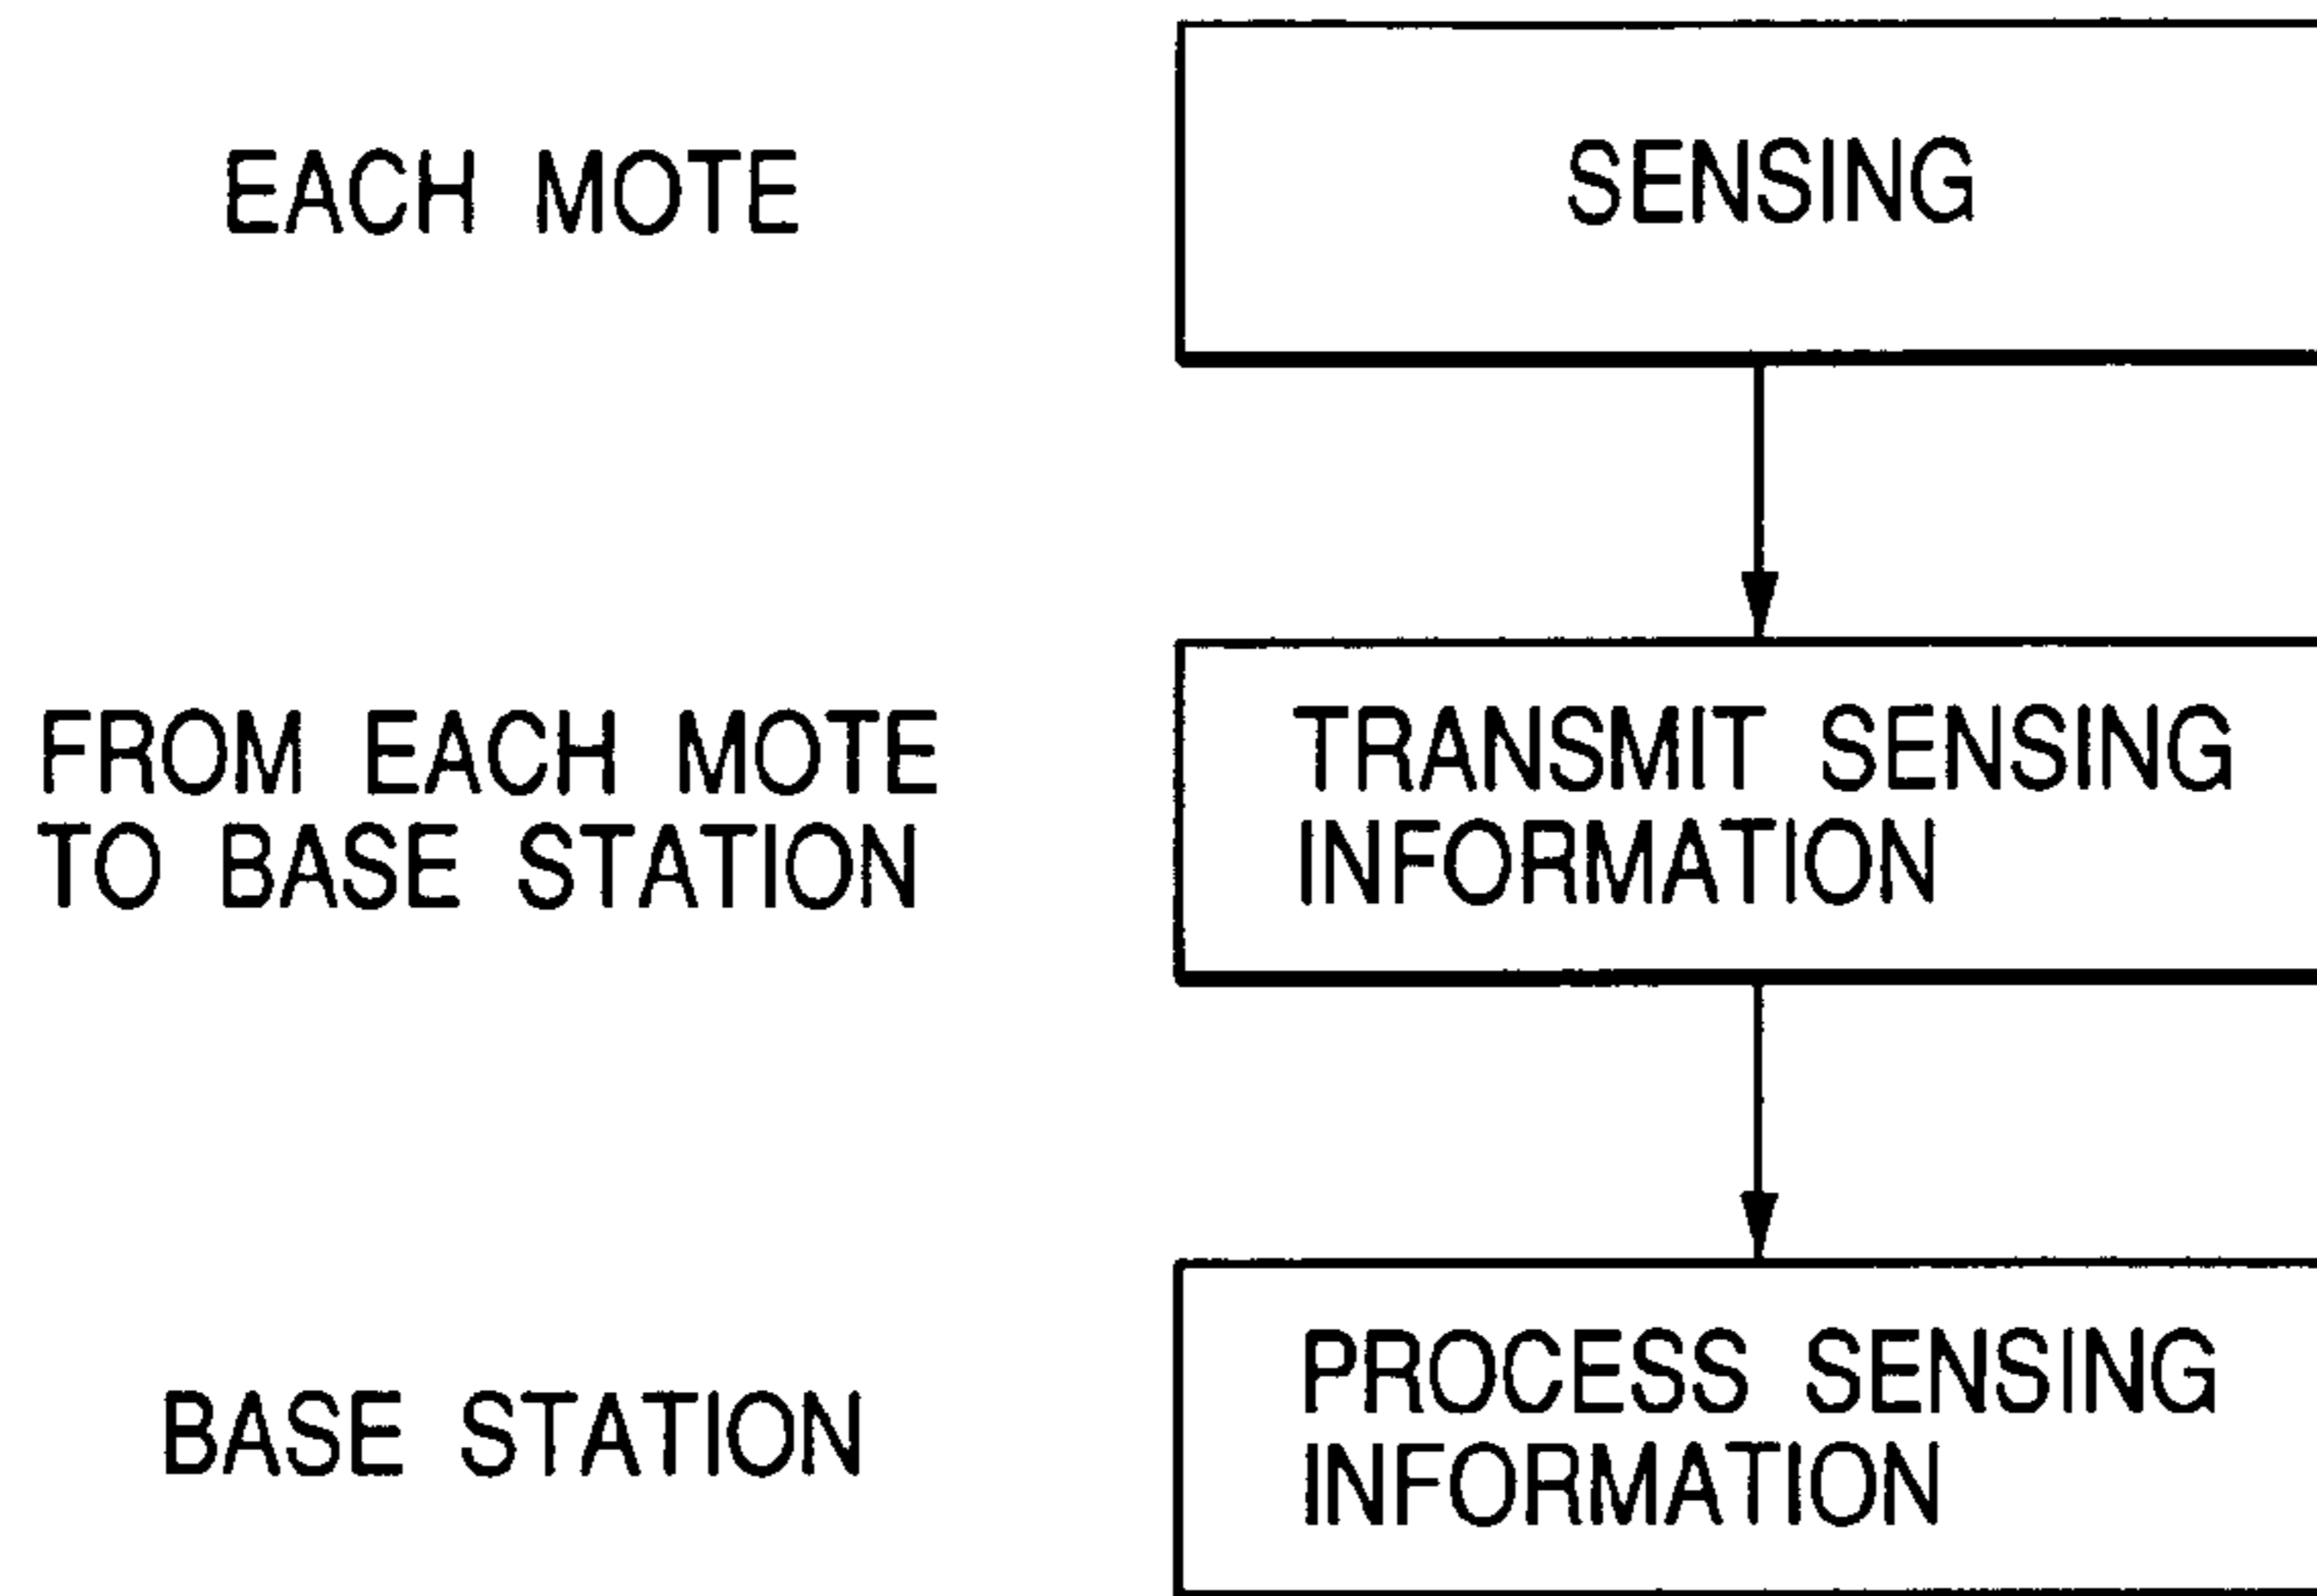 EACH MOTE
SENSING
FROM EACH MOTE
TO BASE STATION
TRANSMIT SENSING
INFORMATION
BASE STATION
PROCESS SENSING
INFORMATION